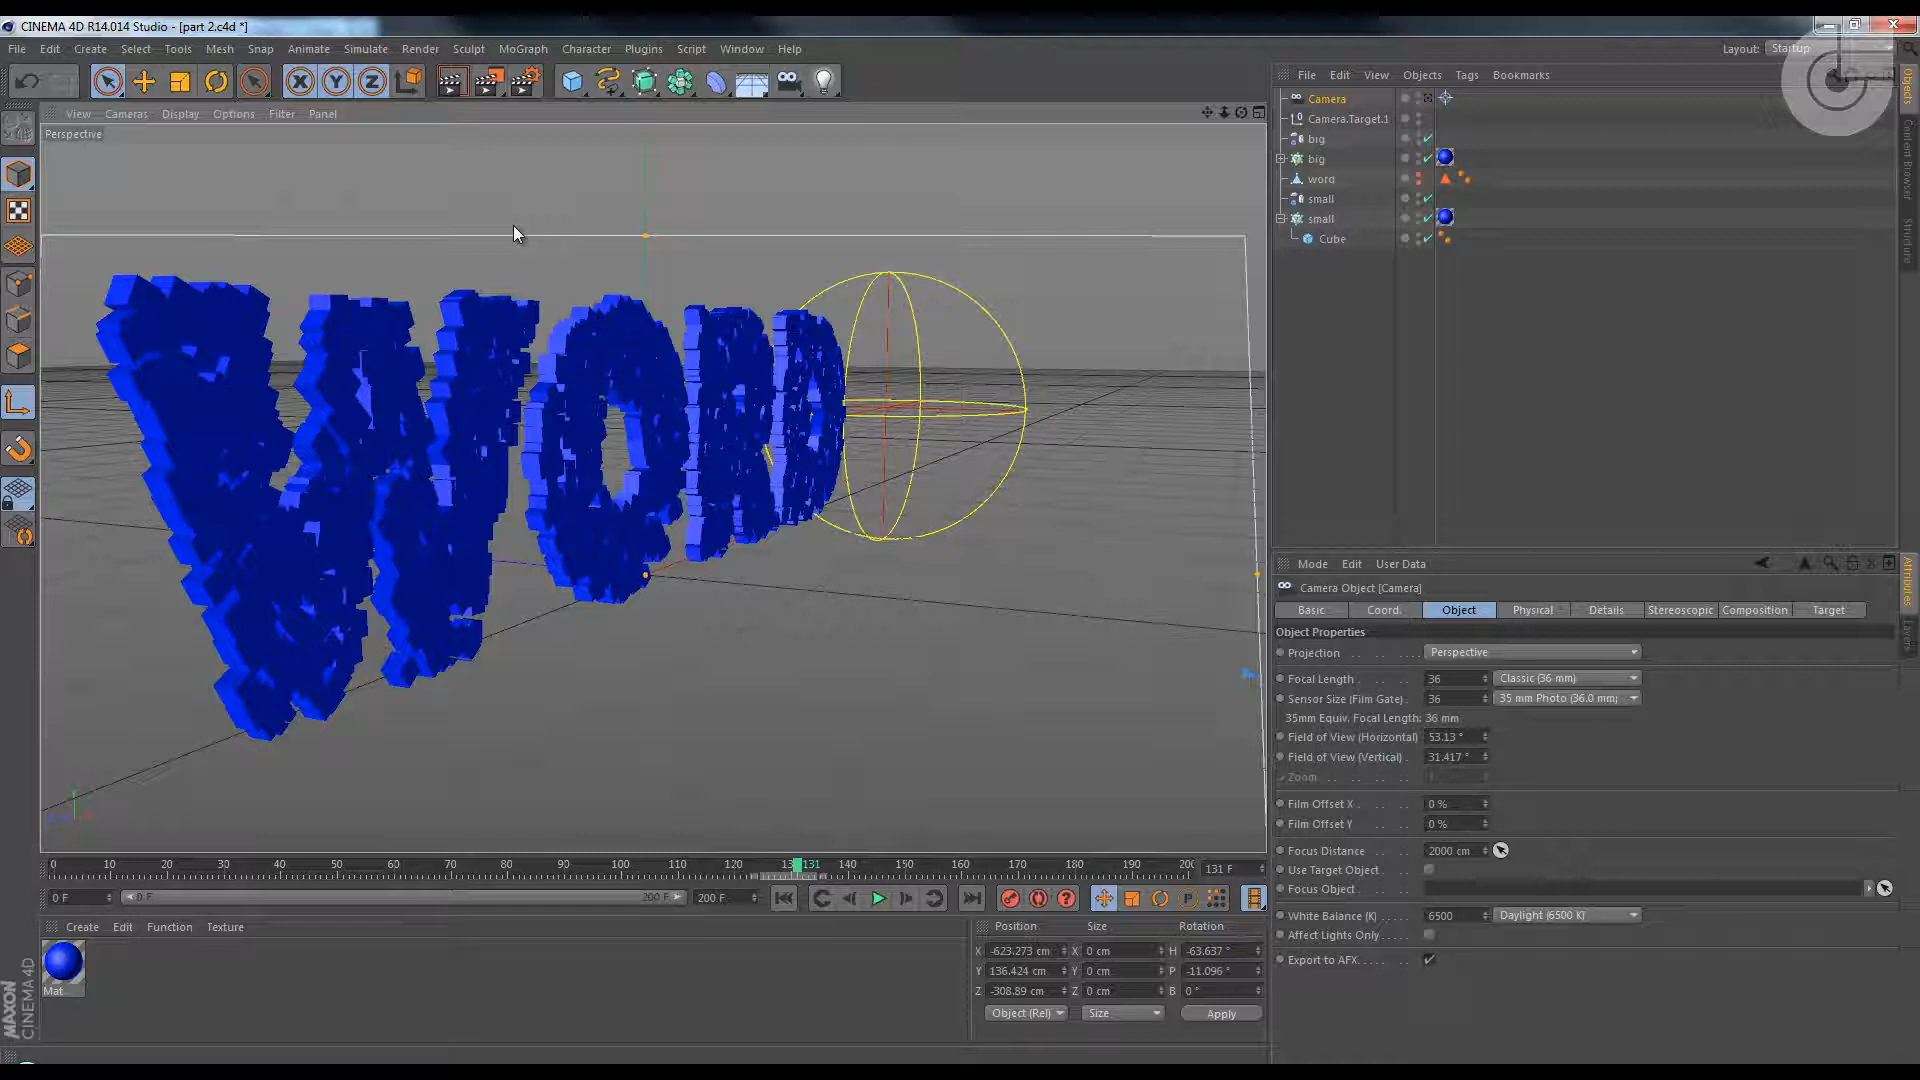 CINEMA 4D R14.014 Studio - [part 2.c4d *]
File Edit Create Select Tools Mesh Snap Animate Simulate Render Sculpt MoGraph Character Plugins Script Window Help
Layout: Startup
File Edit View Objects Tags Bookmarks
View Cameras Display Options Filter Panel
Perspective
Camera
Camera.Target.1
big
big
word
small
small
Cube
Objects
Content Browser
Structure
WORD
Mode Edit User Data
Camera Object [Camera]
Basic Coord. Object Physical Details Stereoscopic Composition Target
Object Properties
Projection Perspective
Focal Length 36 Classic (36 mm)
Sensor Size (Film Gate) 36 35 mm Photo (36.0 mm)
35mm Equiv. Focal Length: 36 mm
Field of View (Horizontal) 53.13 °
Field of View (Vertical) 31.417 °
Zoom
Film Offset X 0 %
Film Offset Y 0 %
Focus Distance 2000 cm
Use Target Object
Focus Object
White Balance (K) 6500 Daylight (6500 K)
Affect Lights Only
Export to AFX
Attributes
Layers
0 10 20 30 40 50 60 70 80 90 100 110 120 131 140 150 160 170 180 190 131 F
0 F 0 F 200 F 200 F
Create Edit Function Texture
Mat
Position Size Rotation
X -623.273 cm X 0 cm H -63.637 °
Y 136.424 cm Y 0 cm P -11.096 °
Z -308.89 cm Z 0 cm B 0 °
Object (Rel) Size Apply
MAXON
CINEMA 4D